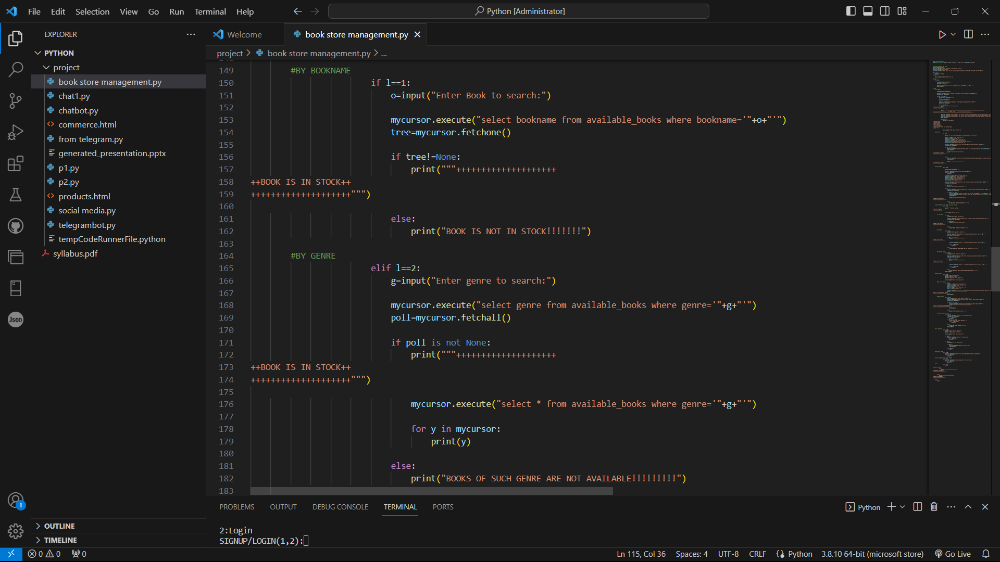 File Edit Selection View Go Run Terminal Help
Python [Administrator]
EXPLORER
PYTHON
project
book store management.py
chat1.py
chatbot.py
commerce.html
from telegram.py
generated_presentation.pptx
p1.py
p2.py
products.html
social media.py
telegrambot.py
tempCodeRunnerFile.python
syllabus.pdf
OUTLINE
TIMELINE
Json
1
Welcome
book store management.py
project > book store management.py > ...
149 #BY BOOKNAME
150 if l==1:
151 o=input("Enter Book to search:")
152
153 mycursor.execute("select bookname from available_books where bookname='"+o+"'")
154 tree=mycursor.fetchone()
155
156 if tree!=None:
157 print("""++++++++++++++++++++
158 ++BOOK IS IN STOCK++
159 ++++++++++++++++++++""")
160
161 else:
162 print("BOOK IS NOT IN STOCK!!!!!!!")
163
164 #BY GENRE
165 elif l==2:
166 g=input("Enter genre to search:")
167
168 mycursor.execute("select genre from available_books where genre='"+g+"'")
169 poll=mycursor.fetchall()
170
171 if poll is not None:
172 print("""++++++++++++++++++++
173 ++BOOK IS IN STOCK++
174 ++++++++++++++++++++""")
175
176 mycursor.execute("select * from available_books where genre='"+g+"'")
177
178 for y in mycursor:
179 print(y)
180
181 else:
182 print("BOOKS OF SUCH GENRE ARE NOT AVAILABLE!!!!!!!!!")
183
PROBLEMS OUTPUT DEBUG CONSOLE TERMINAL PORTS
Python
2:Login
SIGNUP/LOGIN(1,2):
0 0 0
Ln 115, Col 36 Spaces: 4 UTF-8 CRLF Python 3.8.10 64-bit (microsoft store) Go Live